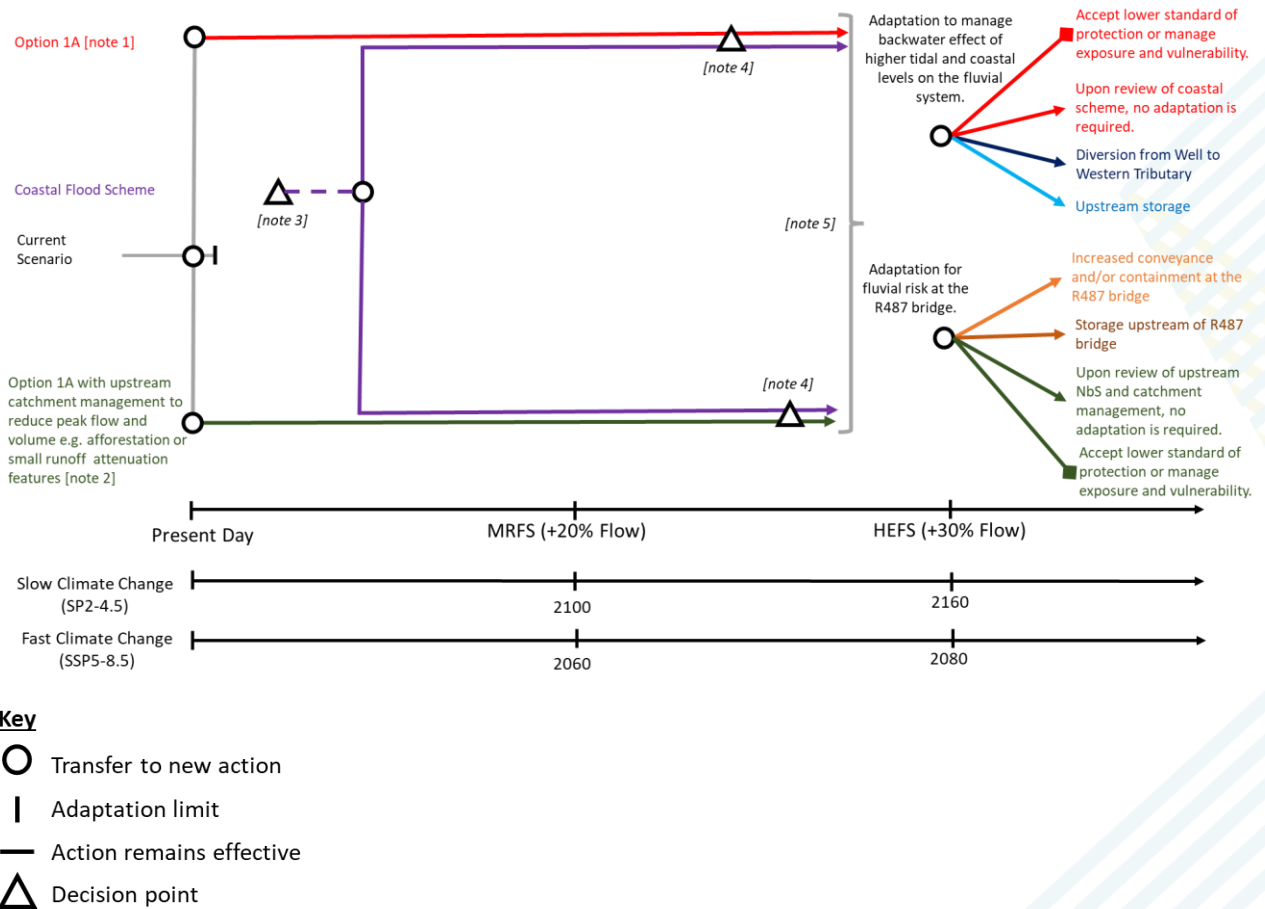 Option 1A [note 1]
Coastal Flood Scheme
Current
Scenario
Option 1A with upstream
catchment management to
reduce peak flow and
volume e.g. afforestation or
small runoff attenuation
features [note 2]
[note 3]
[note 4]
[note 4]
[note 5]
Adaptation to manage
backwater effect of
higher tidal and coastal
levels on the fluvial
system.
Accept lower standard of
protection or manage
exposure and vulnerability.
Upon review of coastal
scheme, no adaptation is
required.
Diversion from Well to
Western Tributary
Upstream storage
Adaptation for
fluvial risk at the
R487 bridge.
Increased conveyance
and/or containment at the
R487 bridge
Storage upstream of R487
bridge
Upon review of upstream
NbS and catchment
management, no
adaptation is required.
Accept lower standard of
protection or manage
exposure and vulnerability.
Present Day
MRFS (+20% Flow)
HEFS (+30% Flow)
Slow Climate Change
(SP2-4.5)
2100
2160
Fast Climate Change
(SSP5-8.5)
2060
2080
Key
Transfer to new action
Adaptation limit
Action remains effective
Decision point